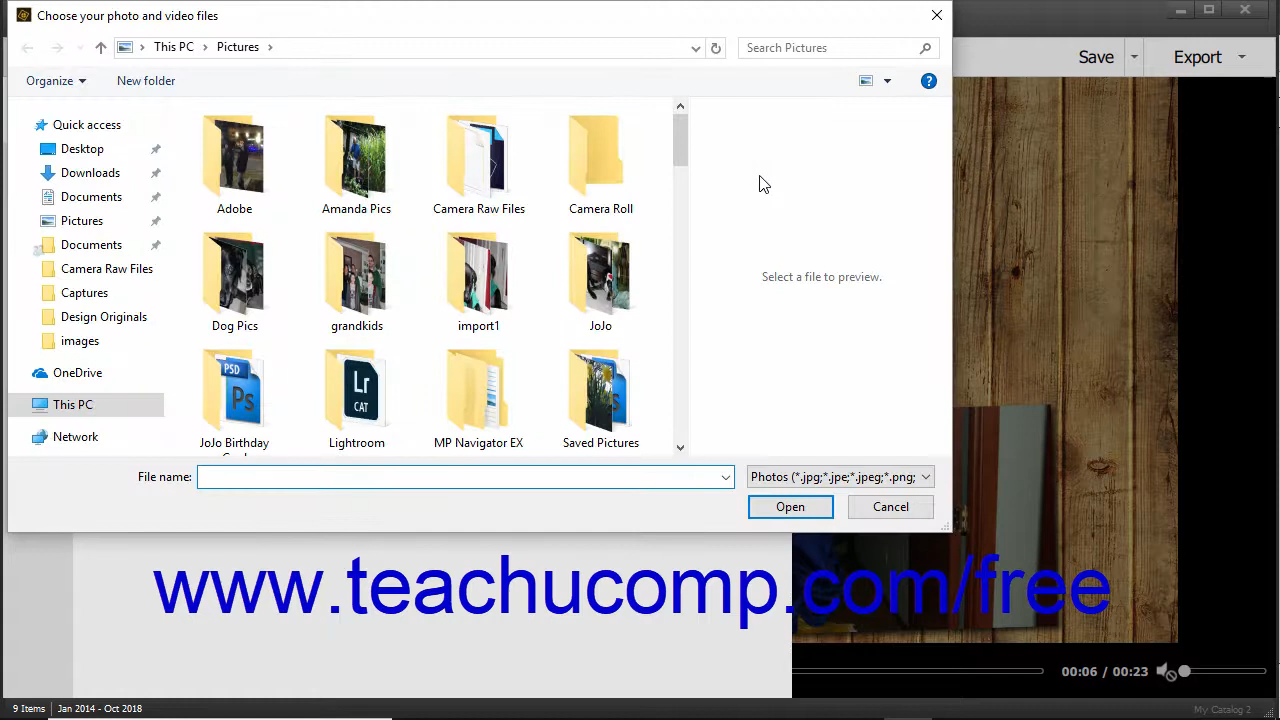 Choose your photo and video files
This PC
Pictures
Search Pictures
Save
Export
Organize
New folder
Quick access
Desktop
Downloads
Documents
Pictures
Documents
Camera Raw Files
Captures
Design Originals
images
OneDrive
This PC
Network
Adobe
Amanda Pics
Camera Raw Files
Camera Roll
Dog Pics
grandkids
import1
JoJo
PSD
Ps
Lr
CAT
JoJo Birthday
Lightroom
MP Navigator EX
Saved Pictures
Select a file to preview.
File name:
Photos (*.jpg;*.jpe;*.jpeg;*.png;
Open
Cancel
www.teachucomp.com/free
00:06 / 00:23
9 Items
Jan 2014 - Oct 2018
My Catalog 2